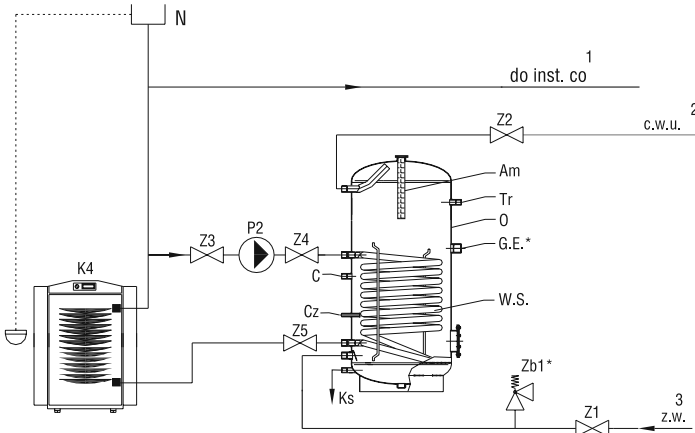 N
1
do inst. co
2
c.w.u.
Z2
Am
Tr
O
P2
Z3
Z4
G.E.*
K4
C
W.S.
Cz
Z5
Zb1*
Ks
3
Z1
z.w.